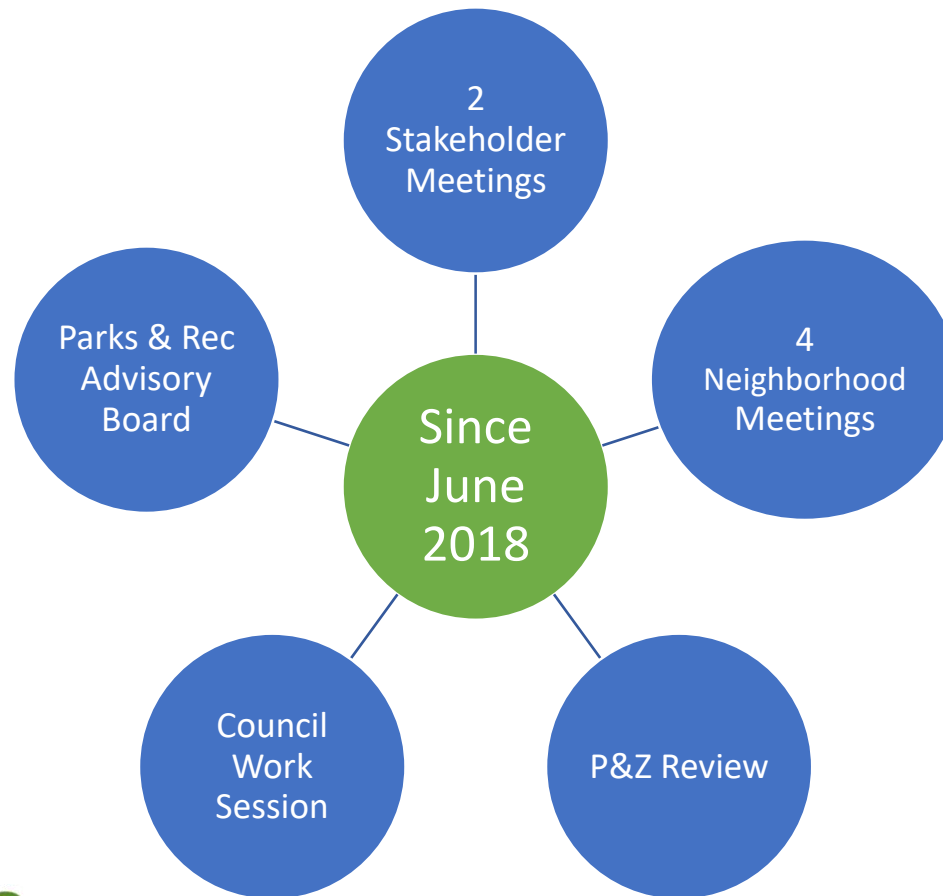 2
Stakeholder
Meetings
4
Neighborhood
Meetings
P&Z Review
Council
Work
Session
Parks & Rec
Advisory
Board
Since
June
2018